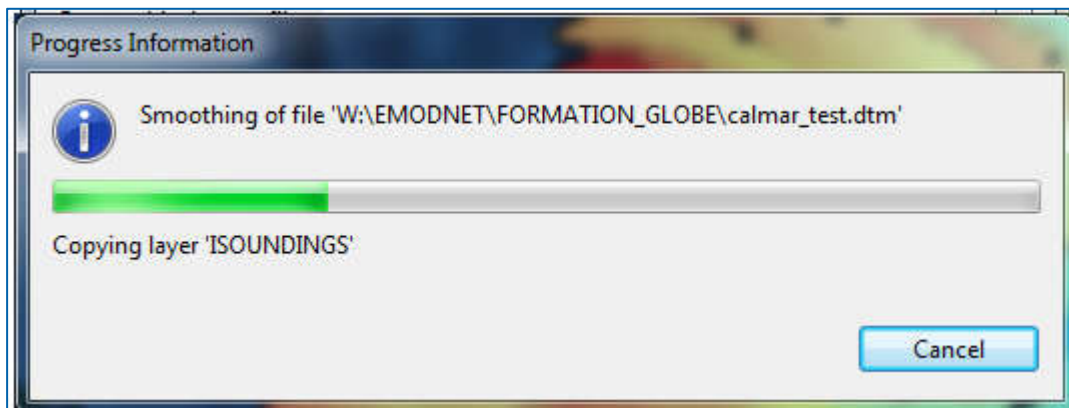 Progress Information
Smoothing of file 'W:\EMODNET\FORMATION_GLOBE\calmar_test.dtm'
Copying layer 'ISOUNDINGS'
Cancel